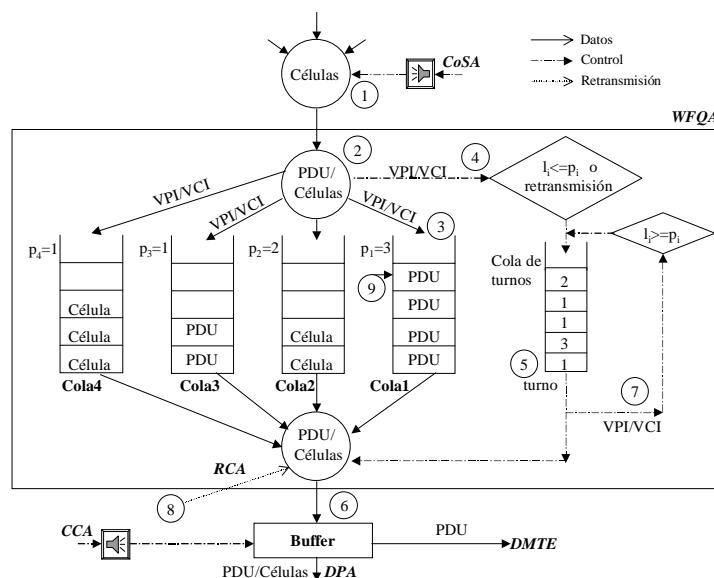 Datos
Control
Retransmisión
Células
CoSA
1
WFQA
2
PDU/
Células
VPI/VCI
4
l_i<=p_i o
retransmisión
VPI/VCI
VPI/VCI
VPI/VCI
3
l_i>=p_i
p_4=1
p_3=1
p_2=2
p_1=3
Cola de
turnos
9
PDU
PDU
PDU
PDU
Célula
Célula
Célula
PDU
PDU
Célula
Célula
2
1
1
3
1
5
turno
7
VPI/VCI
Cola4
Cola3
Cola2
Cola1
PDU/
Células
RCA
8
6
CCA
Buffer
PDU
DMTE
PDU/Células
DPA